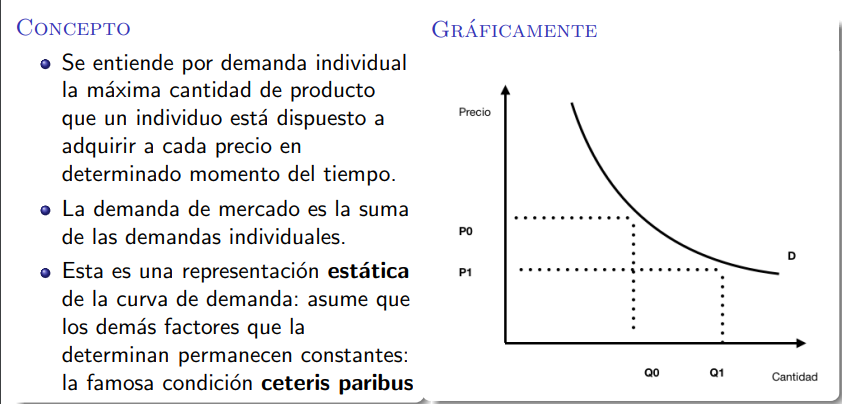 Concepto
Se entiende por demanda individual
la máxima cantidad de producto
que un individuo está dispuesto a
adquirir a cada precio en
determinado momento del tiempo.
La demanda de mercado es la suma
de las demandas individuales.
Esta es una representación estática
de la curva de demanda: asume que
los demás factores que la
determinan permanecen constantes:
la famosa condición ceteris paribus
Gráficamente
Precio
P0
P1
D
Q0 Q1
Cantidad